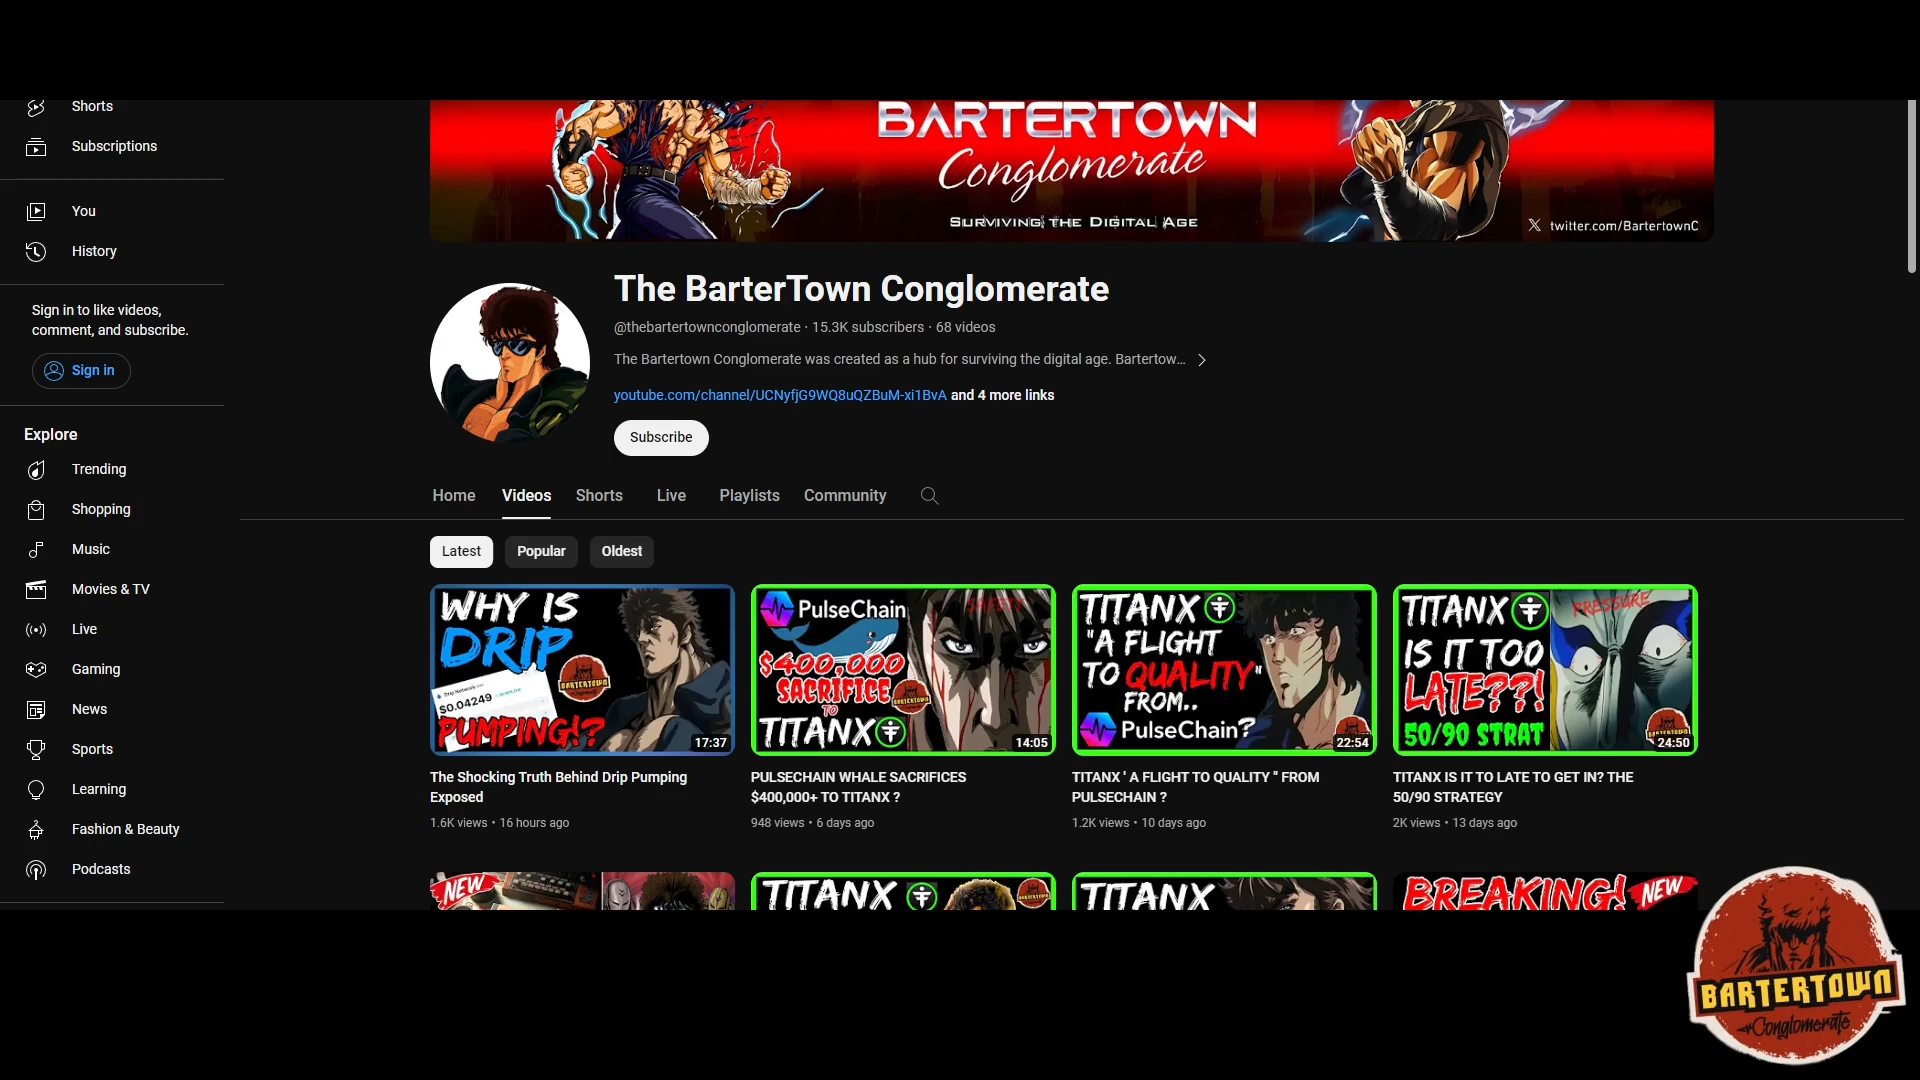 Shorts
Subscriptions
You
History
Sign in to like videos,
comment, and subscribe.
Sign in
Explore
Trending
Shopping
Music
Movies & TV
Live
Gaming
News
Sports
Learning
Fashion & Beauty
Podcasts
BARTERTOWN
Conglomerate
SURVIVING THE DIGITAL AGE
twitter.com/BartertownC
The BarterTown Conglomerate
@thebartertownconglomerate · 15.3K subscribers · 68 videos
The Bartertown Conglomerate was created as a hub for surviving the digital age. Bartertow...
youtube.com/channel/UCNyfjG9WQ8uQZBuM-xi1BvA and 4 more links
Subscribe
Home Videos Shorts Live Playlists Community
Latest Popular Oldest
WHY IS
DRIP
BARTERTOWN
Drip Network
$0.04249
PUMPING!?
17:37
The Shocking Truth Behind Drip Pumping
Exposed
1.6K views • 16 hours ago
PulseChain
$400,000
SACRIFICE
TO
TITANX
14:05
PULSECHAIN WHALE SACRIFICES
$400,000+ TO TITANX ?
948 views • 6 days ago
TITANX
"A FLIGHT
TO QUALITY"
FROM..
PulseChain?
22:54
TITANX ' A FLIGHT TO QUALITY " FROM
PULSECHAIN ?
1.2K views • 10 days ago
TITANX
PRESSURE
IS IT TOO
LATE??!
50/90 STRAT
24:50
TITANX IS IT TO LATE TO GET IN? THE
50/90 STRATEGY
2K views • 13 days ago
NEW
TITANX
TITANX
BREAKING! NEW
BARTERTOWN
Conglomerate